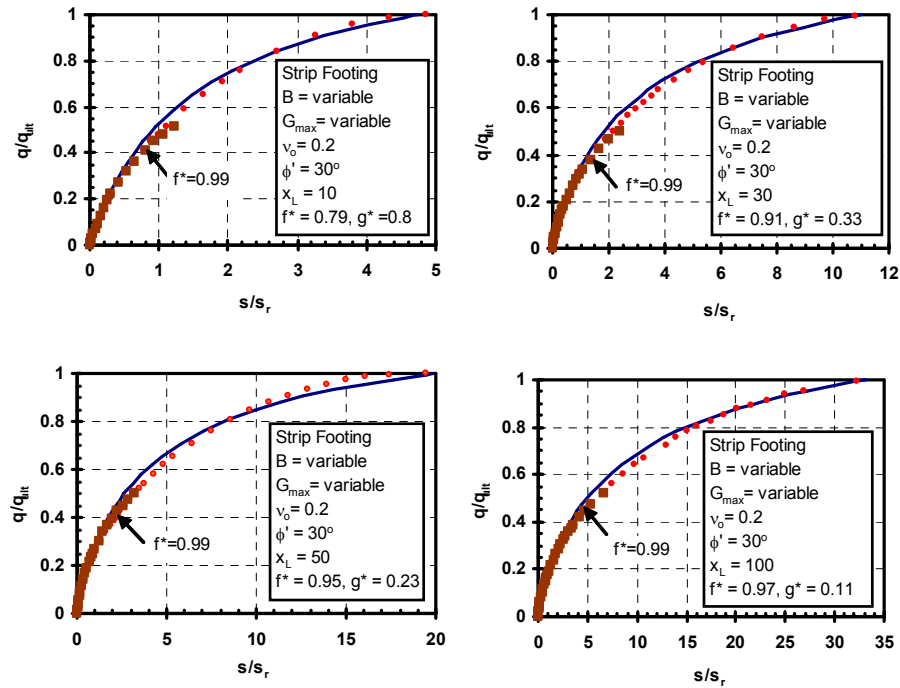 1
0.8
0.6
0.4
0.2
0
q/q_ult
f*=0.99
Strip Footing
B = variable
G_max = variable
ν_o = 0.2
ϕ' = 30°
x_L = 10
f* = 0.79, g* =0.8
0 1 2 3 4 5
s/s_r
1
0.8
0.6
0.4
0.2
0
q/q_ult
f*=0.99
Strip Footing
B = variable
G_max = variable
ν_o = 0.2
ϕ' = 30°
x_L = 30
f* = 0.91, g* =0.33
0 2 4 6 8 10 12
s/s_r
1
0.8
0.6
0.4
0.2
0
q/q_ult
f*=0.99
Strip Footing
B = variable
G_max = variable
ν_o = 0.2
ϕ' = 30°
x_L = 50
f* = 0.95, g* = 0.23
0 5 10 15 20
s/s_r
1
0.8
0.6
0.4
0.2
0
q/q_ult
f*=0.99
Strip Footing
B = variable
G_max = variable
ν_o = 0.2
ϕ' = 30°
x_L = 100
f* = 0.97, g* = 0.11
0 5 10 15 20 25 30 35
s/s_r